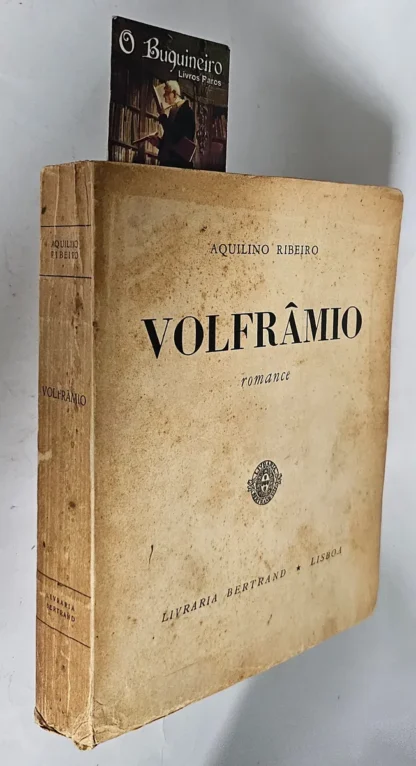 O Buquineiro
Livros Raros
AQUILINO
RIBEIRO
VOLFRÂMIO
LIVRARIA
BERTRAND
AQUILINO RIBEIRO
VOLFRÂMIO
romance
LIVRARIA BERTRAND * LISBOA